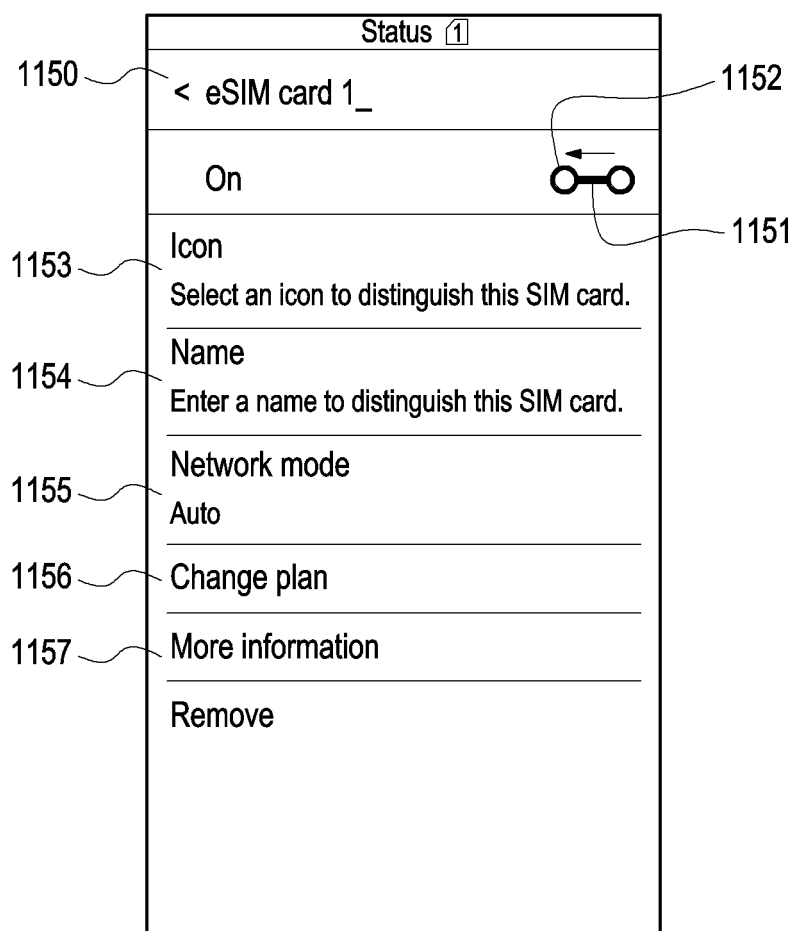 Status 1
1150
< eSIM card 1_
1152
On
1151
Icon
1153
Select an icon to distinguish this SIM card.
Name
1154
Enter a name to distinguish this SIM card.
Network mode
1155
Auto
1156
Change plan
1157
More information
Remove